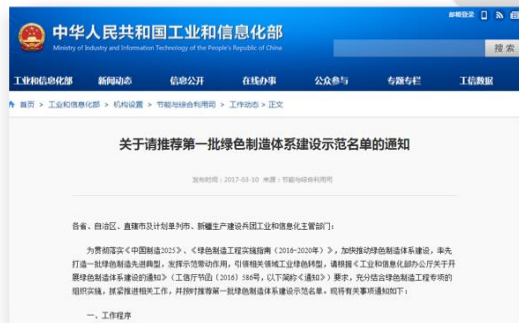 邮箱登录
中华人民共和国工业和信息化部
Ministry of Industry and Information Technology of the People's Republic of China
搜索
工业和信息化部 新闻动态 信息公开 在线办事 公众参与 专题专栏 工信数据
首页 > 工业和信息化部 > 机构设置 > 节能与综合利用司 > 工作动态 > 正文
关于请推荐第一批绿色制造体系建设示范名单的通知
发布时间：2017-03-10 来源：节能与综合利用司
各省、自治区、直辖市及计划单列市、新疆生产建设兵团工业和信息化主管部门：
为贯彻落实《中国制造2025》、《绿色制造工程实施指南（2016-2020年）》，加快推动绿色制造体系建设，率先
打造一批绿色制造先进典型，发挥示范带动作用，引领相关领域工业绿色转型，请根据《工业和信息化部办公厅关于开
展绿色制造体系建设的通知》（工信厅节函〔2016〕586号，以下简称《通知》）要求，充分结合绿色制造工程专项的
组织实施，抓紧推进相关工作，并按时推荐第一批绿色制造体系建设示范名单。现将有关事项通知如下：
一、工作程序